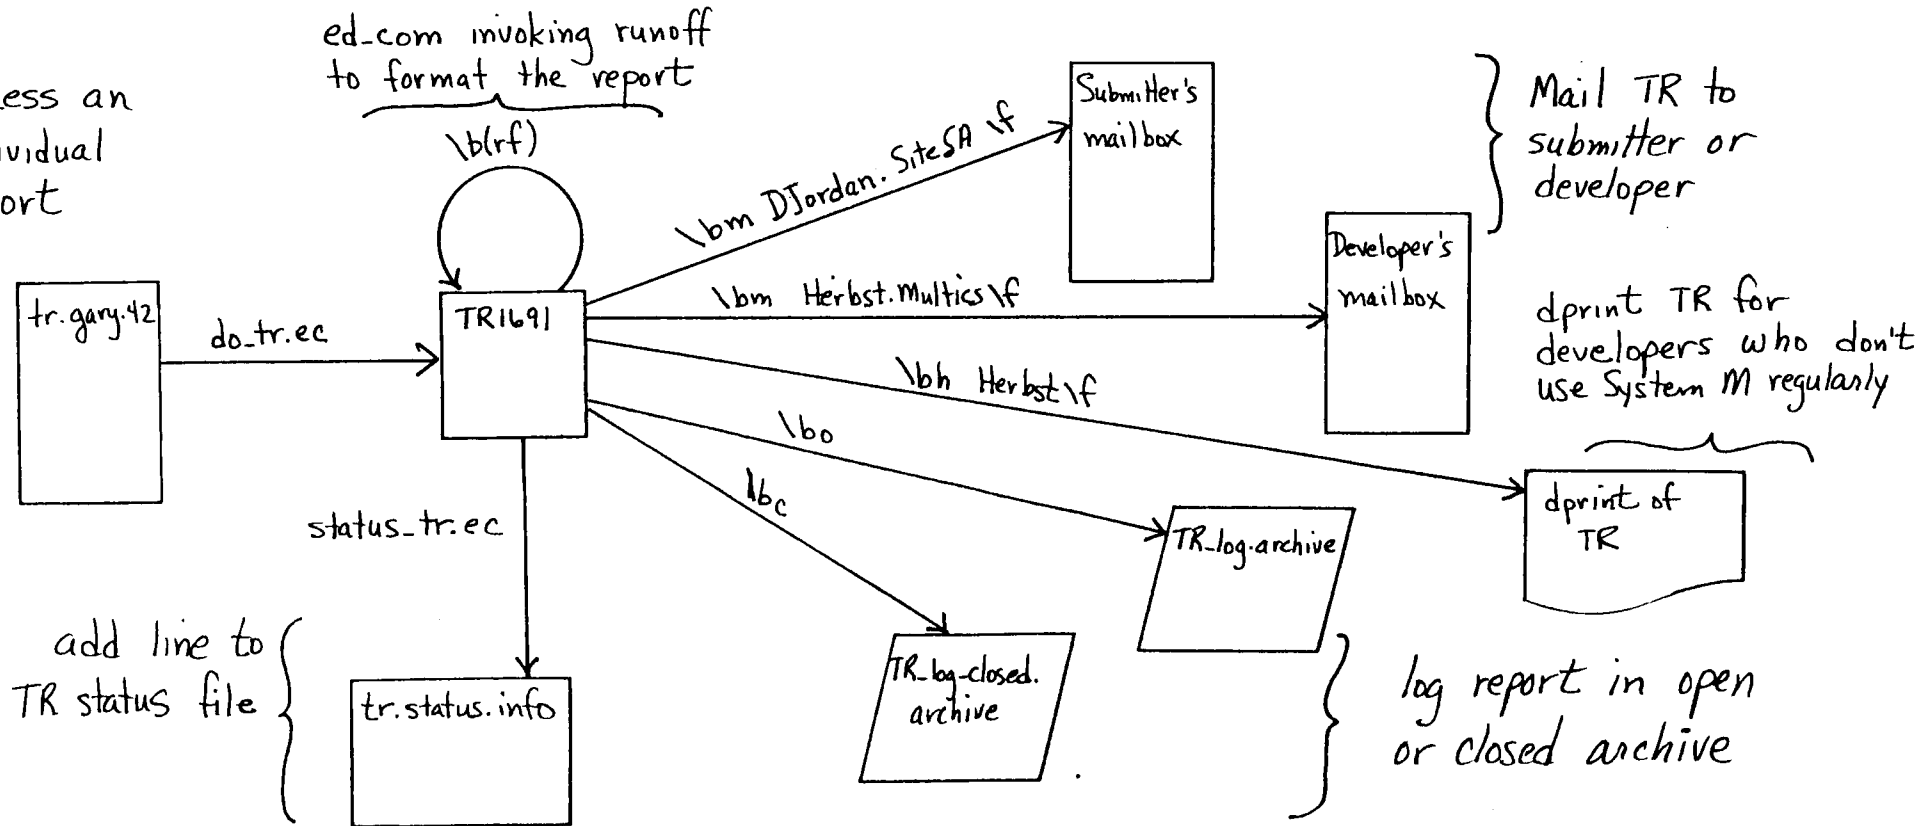 ed_com invoking runoff
to format the report
ess an
vidual
ort
\b(rf)
\bm DJordan.SiteSA \f
Submitter's
mailbox
Mail TR to
submitter or
developer
tr.gary.42
do_tr.ec
TR1691
\bm Herbst.Multics\f
Developer's
mailbox
dprint TR for
developers who don't
use System M regularly
\bh Herbst\f
\bo
\bc
status_tr.ec
TR_log.archive
dprint of
TR
add line to
TR status file
tr.status.info
TR_log_closed.
archive
log report in open
or closed archive